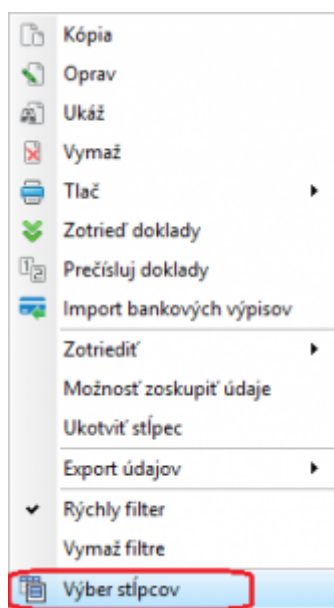 Kópia
Oprav
Ukáž
Vymaž
Tlač
Zotrieď doklady
Prečísluj doklady
Import bankových výpisov
Zotriediť
Možnosť zoskupiť údaje
Ukotviť stĺpec
Export údajov
Rýchly filter
Vymaž filtre
Výber stĺpcov